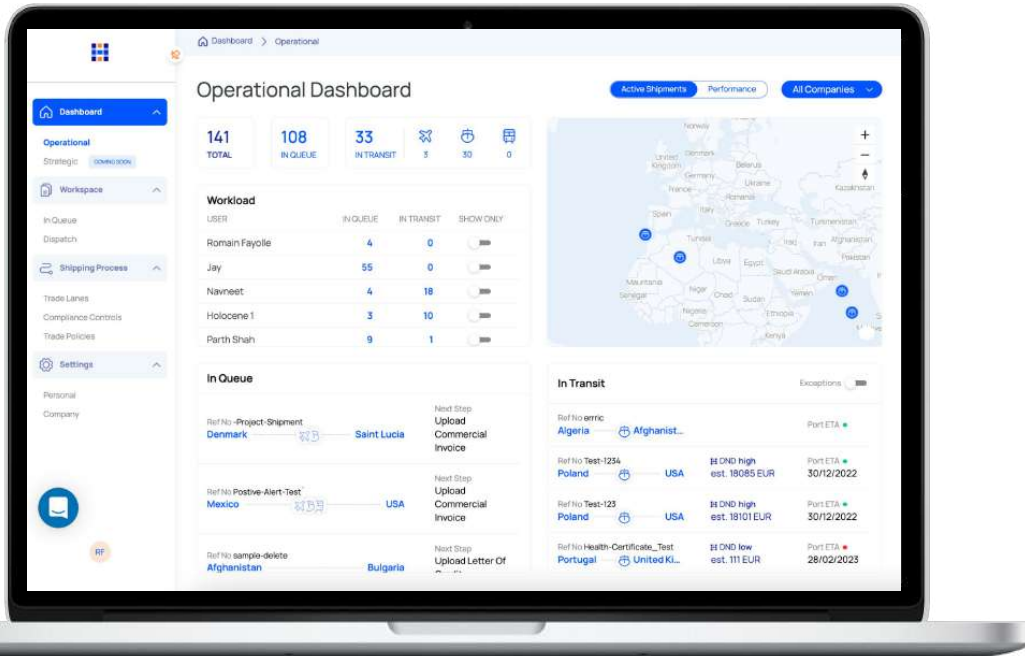 Dashboard > Operational
Operational Dashboard
Active Shipments
Performance
All Companies
Dashboard
Operational
Strategic COMING SOON
Workspace
In Queue
Dispatch
Shipping Process
Trade Lanes
Compliance Controls
Trade Policies
Settings
Personal
Company
RF
141
TOTAL
108
IN QUEUE
33
IN TRANSIT
3
30
0
Workload
USER IN QUEUE IN TRANSIT SHOW ONLY
Romain Fayolle 4 0
Jay 55 0
Navneet 4 18
Holocene 1 3 10
Parth Shah 9 1
Norway
United Kingdom
Denmark
Belarus
Germany
Ukraine
Kazakhstan
France
Romania
Spain
Italy
Greece
Turkey
Turkmenistan
Tunisia
Iraq
Iran
Afghanistan
Pakistan
Libya
Egypt
Saudi Arabia
Oman
Mauritania
Niger
Chad
Sudan
Yemen
Senegal
Nigeria
Ethiopia
Cameroon
Kenya
+
−
In Queue
Ref No -Project-Shipment
Denmark Saint Lucia
Next Step
Upload
Commercial
Invoice
Ref No Postive-Alert-Test
Mexico USA
Next Step
Upload
Commercial
Invoice
Ref No sample-delete
Afghanistan Bulgaria
Next Step
Upload Letter Of
In Transit
Exceptions
Ref No errric
Algeria Afghanist...
Port ETA
Ref No Test-1234
Poland USA
DND high
est. 18085 EUR
Port ETA
30/12/2022
Ref No Test-123
Poland USA
DND high
est. 18101 EUR
Port ETA
30/12/2022
Ref No Health-Certificate_Test
Portugal United Ki...
DND low
est. 111 EUR
Port ETA
28/02/2023